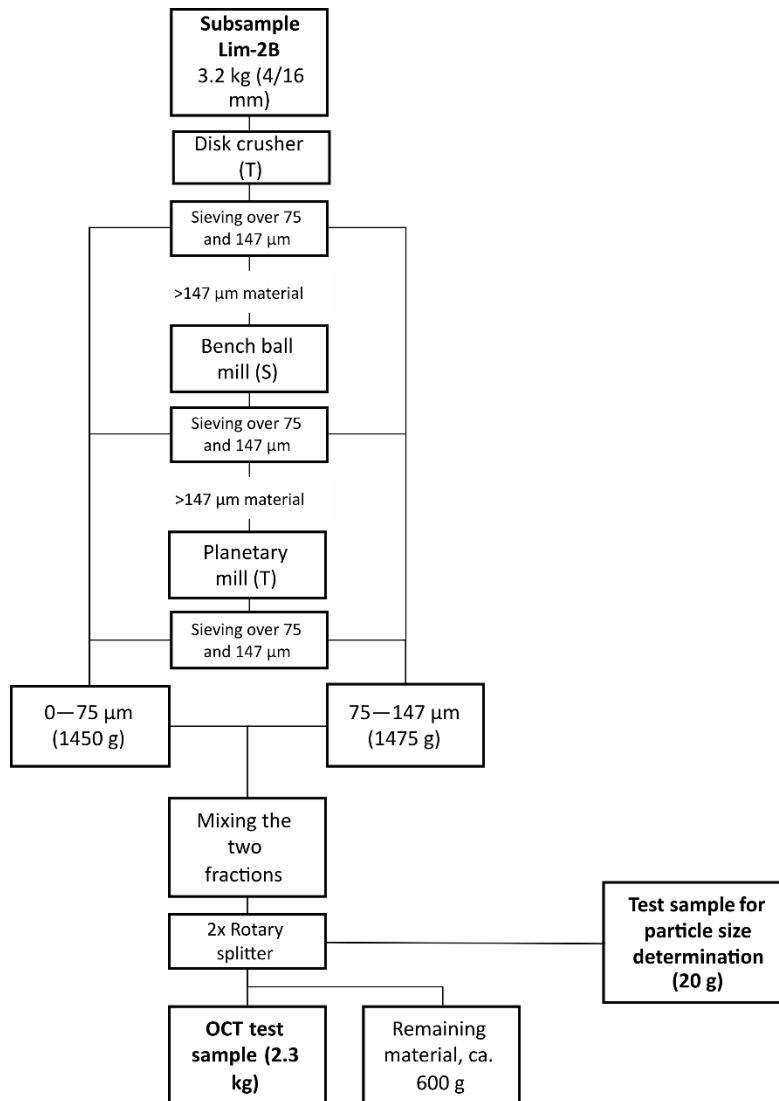 Subsample
Lim-2B
3.2 kg (4/16
mm)
Disk crusher
(T)
Sieving over 75
and 147 µm
>147 µm material
Bench ball
mill (S)
Sieving over 75
and 147 µm
>147 µm material
Planetary
mill (T)
Sieving over 75
and 147 µm
0—75 µm
(1450 g)
75—147 µm
(1475 g)
Mixing the
two
fractions
2x Rotary
splitter
Test sample for
particle size
determination
(20 g)
OCT test
sample (2.3
kg)
Remaining
material, ca.
600 g